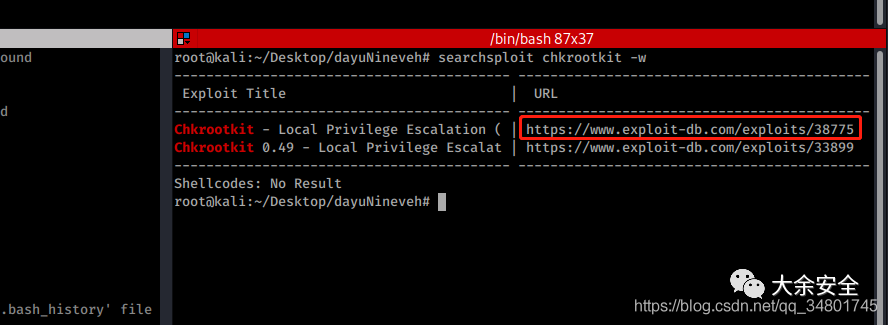 /bin/bash 87x37
ound
d
.bash_history' file
root@kali:~/Desktop/dayuNineveh# searchsploit chkrootkit -w
---------------------------------------- ----------------------------------------
Exploit Title | URL
---------------------------------------- ----------------------------------------
Chkrootkit - Local Privilege Escalation ( | https://www.exploit-db.com/exploits/38775
Chkrootkit 0.49 - Local Privilege Escalat | https://www.exploit-db.com/exploits/33899
---------------------------------------- ----------------------------------------
Shellcodes: No Result
root@kali:~/Desktop/dayuNineveh#
大余安全
https://blog.csdn.net/qq_34801745